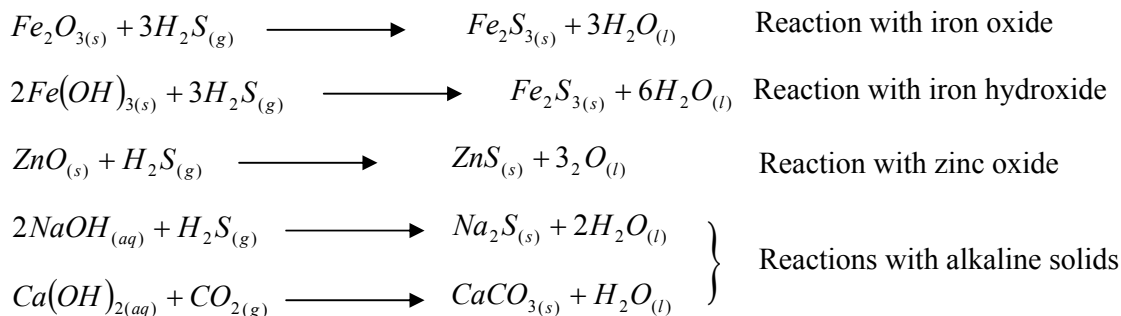 Fe₂O₃₍ₛ₎ + 3H₂S₍g₎ ⟶ Fe₂S₃₍ₛ₎ + 3H₂O₍l₎ Reaction with iron oxide
2Fe(OH)₃₍ₛ₎ + 3H₂S₍g₎ ⟶ Fe₂S₃₍ₛ₎ + 6H₂O₍l₎ Reaction with iron hydroxide
ZnO₍ₛ₎ + H₂S₍g₎ ⟶ ZnS₍ₛ₎ + 3₂O₍l₎ Reaction with zinc oxide
2NaOH₍aq₎ + H₂S₍g₎ ⟶ Na₂S₍ₛ₎ + 2H₂O₍l₎
} Reactions with alkaline solids
Ca(OH)₂₍aq₎ + CO₂₍g₎ ⟶ CaCO₃₍ₛ₎ + H₂O₍l₎